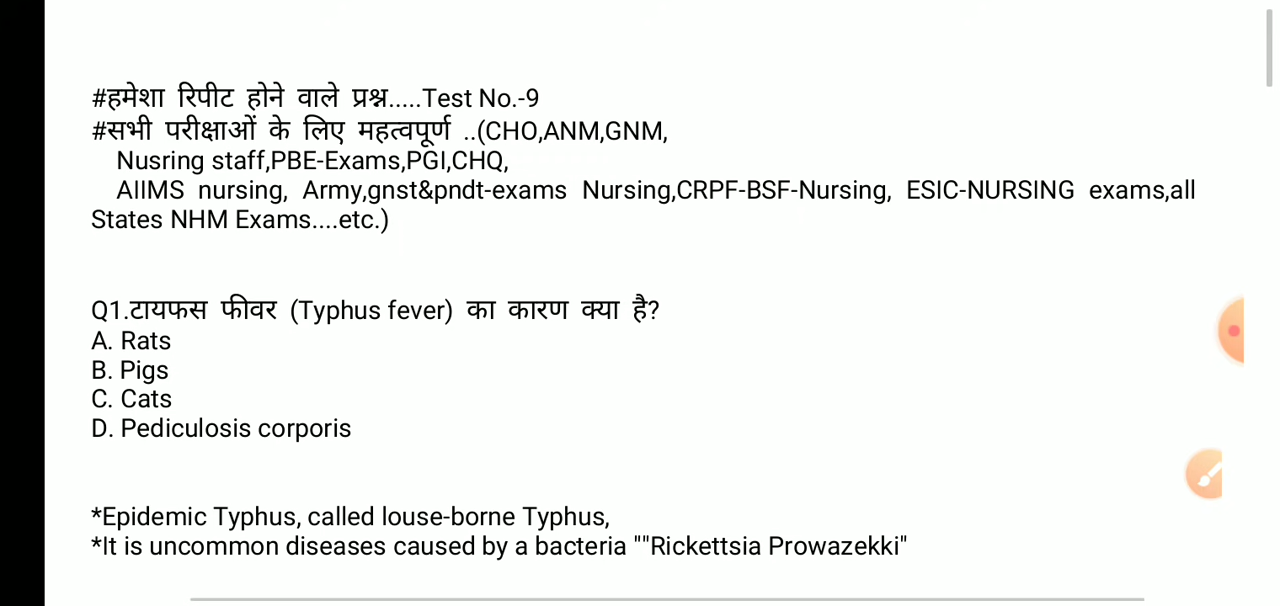 #हमेशा रिपीट होने वाले प्रश्न.....Test No.-9
#सभी परीक्षाओं के लिए महत्वपूर्ण ..(CHO,ANM,GNM,
Nusring staff,PBE-Exams,PGI,CHQ,
AIIMS nursing, Army,gnst&pndt-exams Nursing,CRPF-BSF-Nursing, ESIC-NURSING exams,all
States NHM Exams....etc.)
Q1.टायफस फीवर (Typhus fever) का कारण क्या है?
A. Rats
B. Pigs
C. Cats
D. Pediculosis corporis
*Epidemic Typhus, called louse-borne Typhus,
*It is uncommon diseases caused by a bacteria ""Rickettsia Prowazekki"